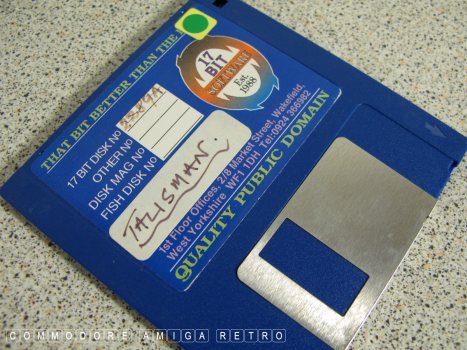 THAT BIT BETTER THAN THE
17
BIT
SOFTWARE
Est.
1988
17 BIT DISK NO
OTHER NO
DISK MAG NO
FISH DISK NO
TALISMAN.
1st Floor Offices, 2/8 Market Street, Wakefield,
West Yorkshire WF1 1DH Tel:0924 366982
QUALITY PUBLIC DOMAIN
COMMODORE AMIGA RETRO